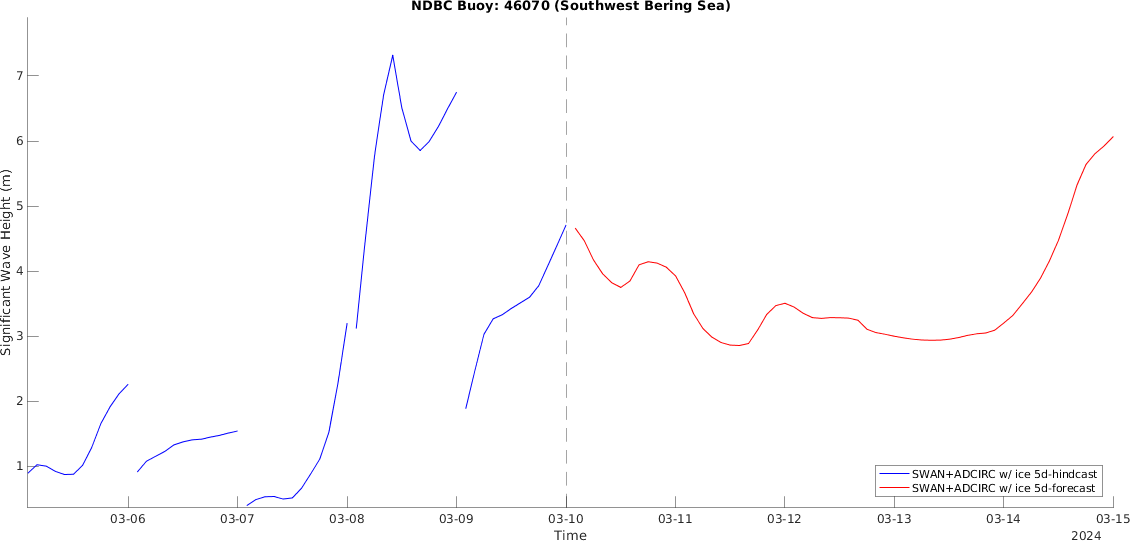 NDBC Buoy: 46070 (Southwest Bering Sea)
Significant Wave Height (m)
7
6
5
4
3
2
1
SWAN+ADCIRC w/ ice 5d-hindcast
SWAN+ADCIRC w/ ice 5d-forecast
03-06 03-07 03-08 03-09 03-10 03-11 03-12 03-13 03-14 03-15
Time
2024